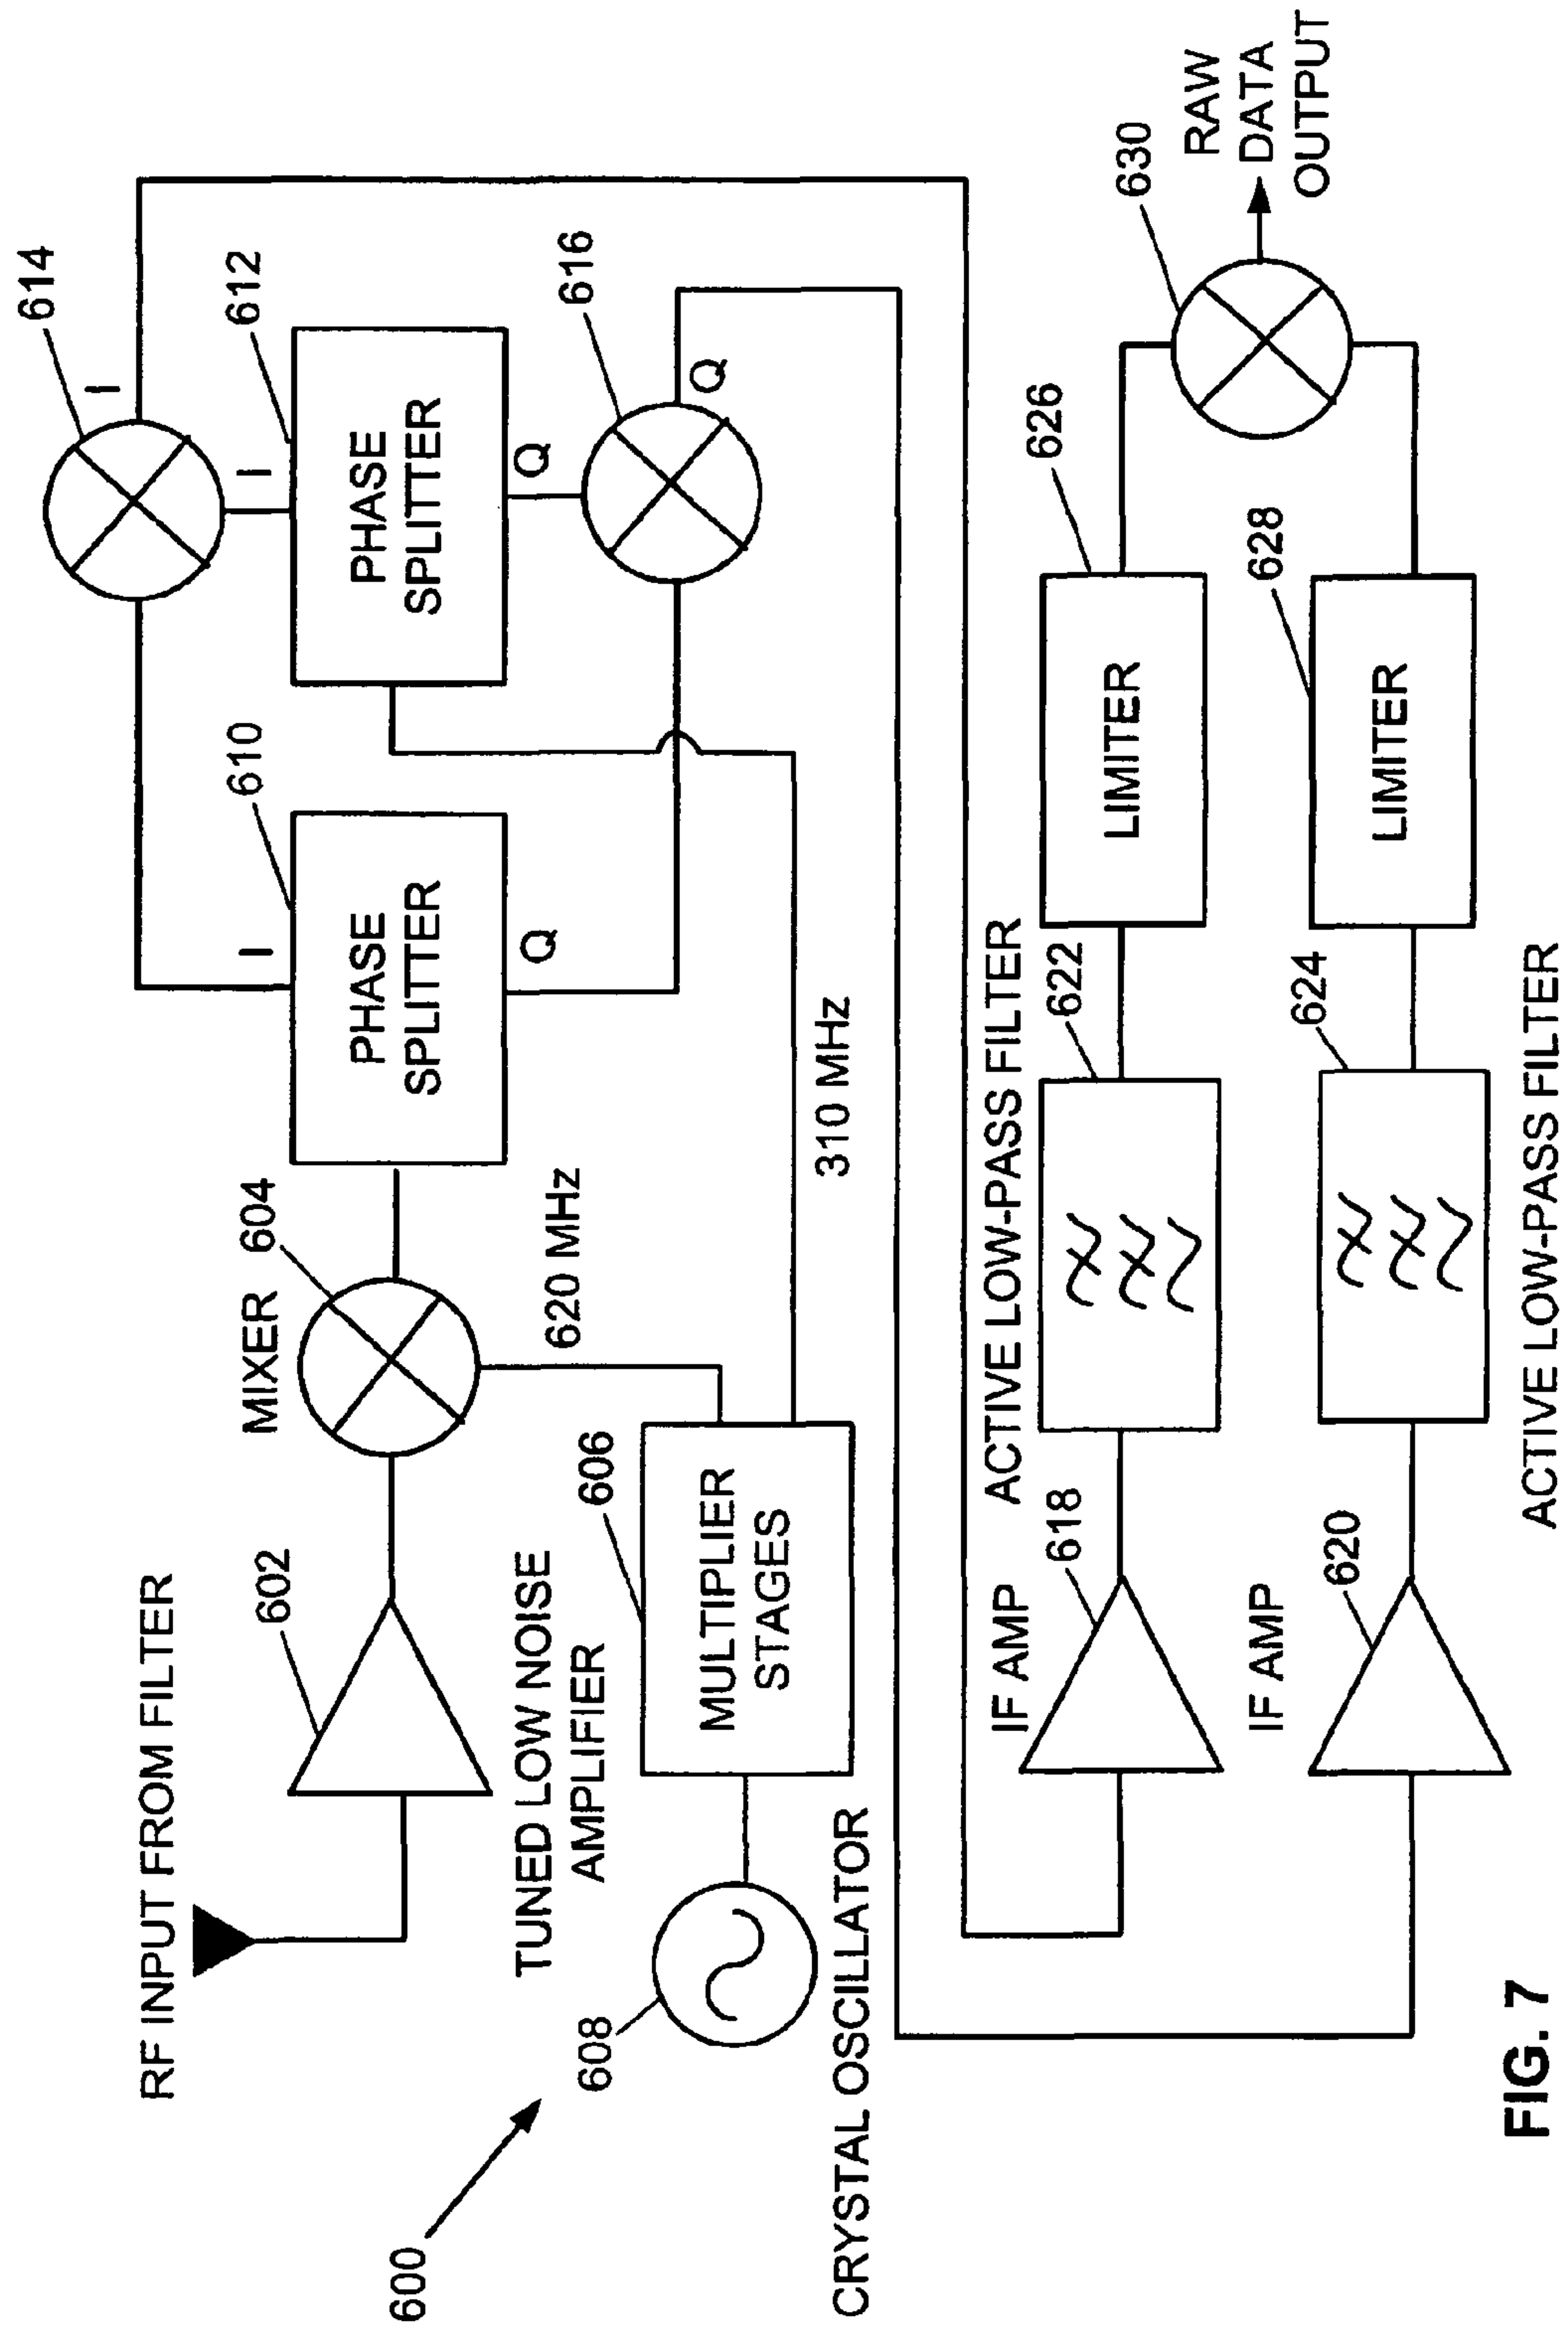 RF INPUT FROM FILTER
602
TUNED LOW NOISE
AMPLIFIER
MIXER 604
620 MHz
606
MULTIPLIER
STAGES
608
CRYSTAL OSCILLATOR
600
610
PHASE
SPLITTER
I
Q
310 MHz
614
I
612
I
PHASE
SPLITTER
Q
616
Q
IF AMP
618
ACTIVE LOW-PASS FILTER
622
626
LIMITER
IF AMP
620
624
ACTIVE LOW-PASS FILTER
628
LIMITER
630
RAW
DATA
OUTPUT
FIG. 7